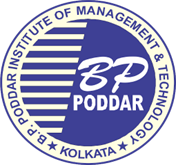 B.P. PODDAR INSTITUTE OF MANAGEMENT & TECHNOLOGY
BP
PODDAR
★ KOLKATA ★